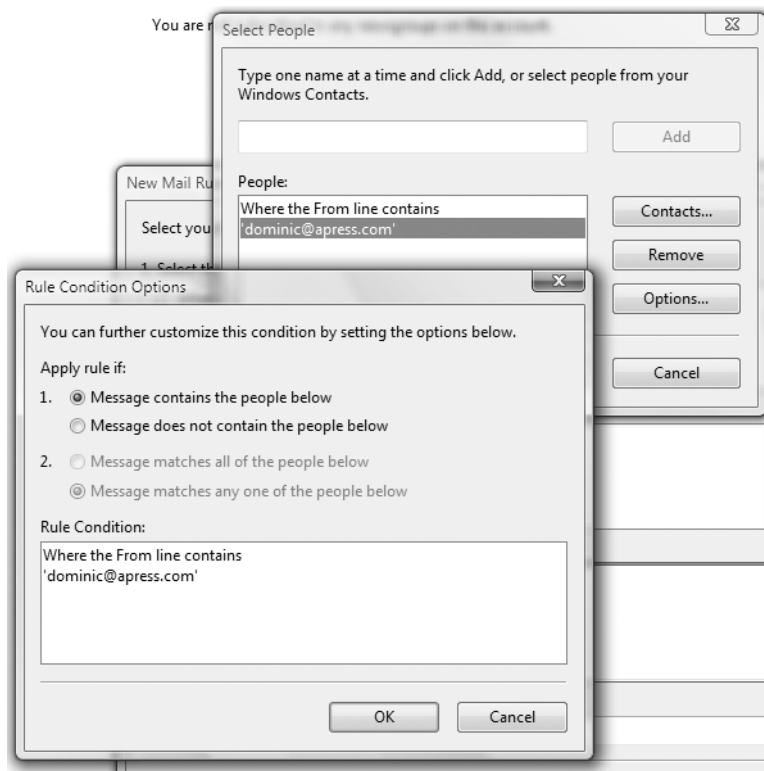 You are
Select People
Type one name at a time and click Add, or select people from your
Windows Contacts.
Add
New Mail Ru
People:
Where the From line contains
'dominic@apress.com'
Contacts...
Select you
Remove
1. Select th
Options...
Cancel
Rule Condition Options
You can further customize this condition by setting the options below.
Apply rule if:
1. Message contains the people below
Message does not contain the people below
2. Message matches all of the people below
Message matches any one of the people below
Rule Condition:
Where the From line contains
'dominic@apress.com'
OK
Cancel